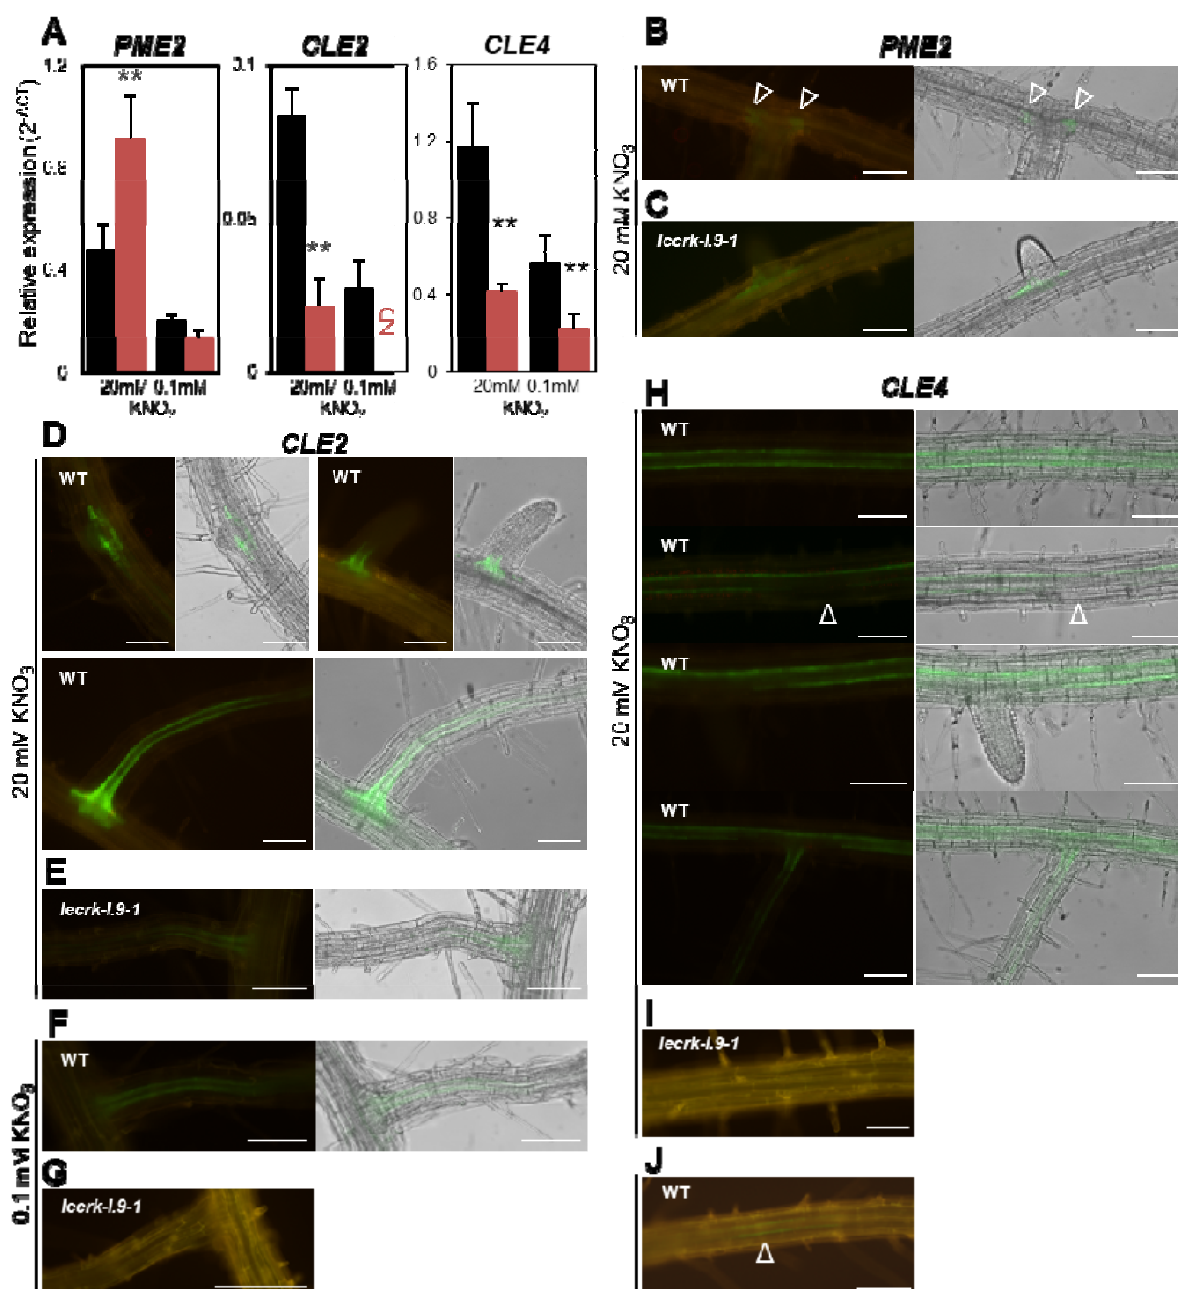 A
PME2
CLE2
CLE4
Relative expression (2-ΔCT)
1.2
0.8
0.4
0
**
20mM 0.1mM
KNO3
0.1
0.05
0
**
ND
20mM 0.1mM
KNO3
1.6
1.2
0.8
0.4
0
**
**
20mM 0.1mM
KNO3
B
PME2
WT
20 mM KNO3
C
lecrk-I.9-1
D
CLE2
WT
WT
WT
20 mM KNO3
E
lecrk-I.9-1
F
WT
0.1 mM KNO3
G
lecrk-I.9-1
H
CLE4
WT
WT
WT
WT
20 mM KNO3
I
lecrk-I.9-1
J
WT